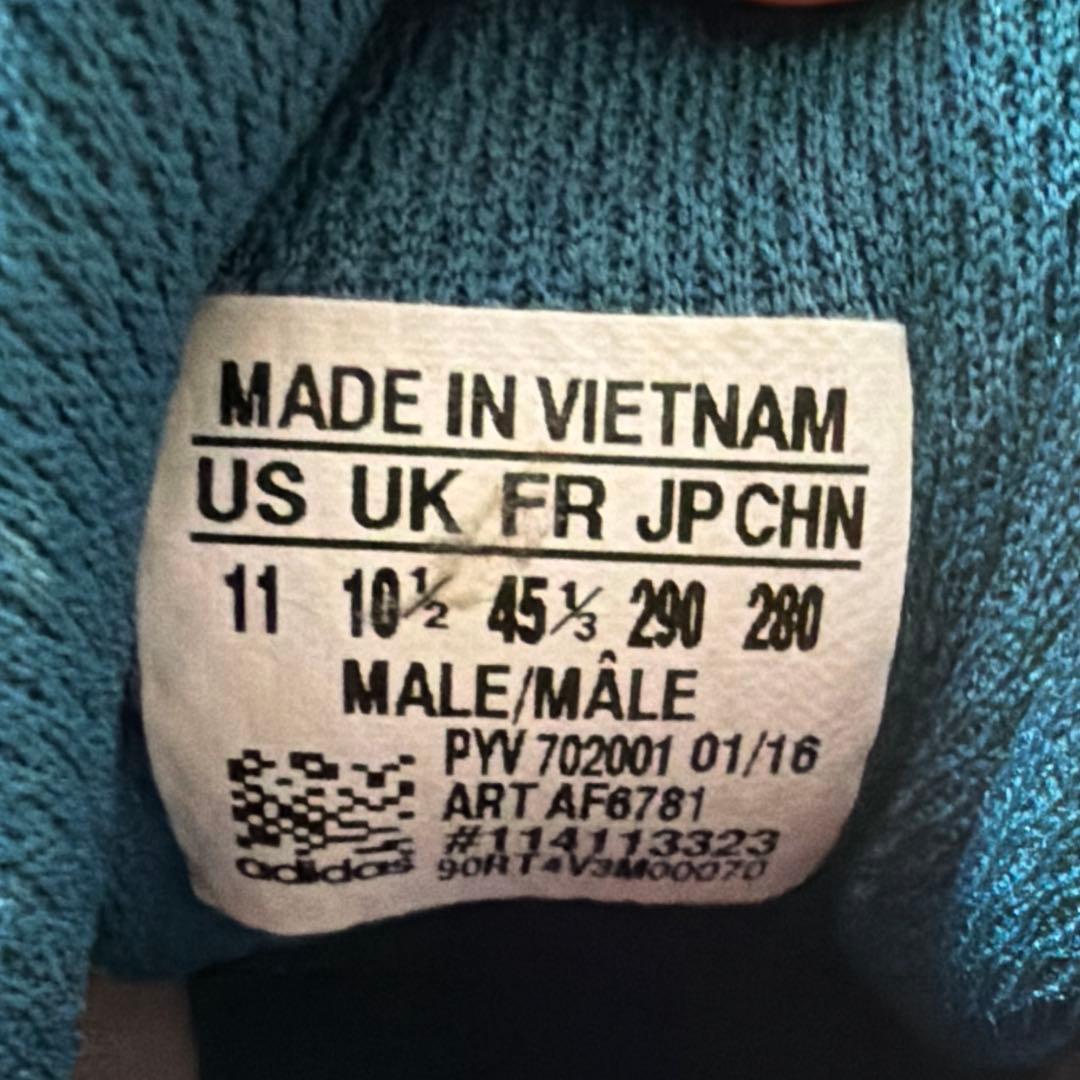 MADE IN VIETNAM
US UK FR JP CHN
11 10½ 45⅓ 290 280
MALE/MÂLE
PYV 702001 01/16
ART AF6781
#114113323
90RT4V3M00070
adidas